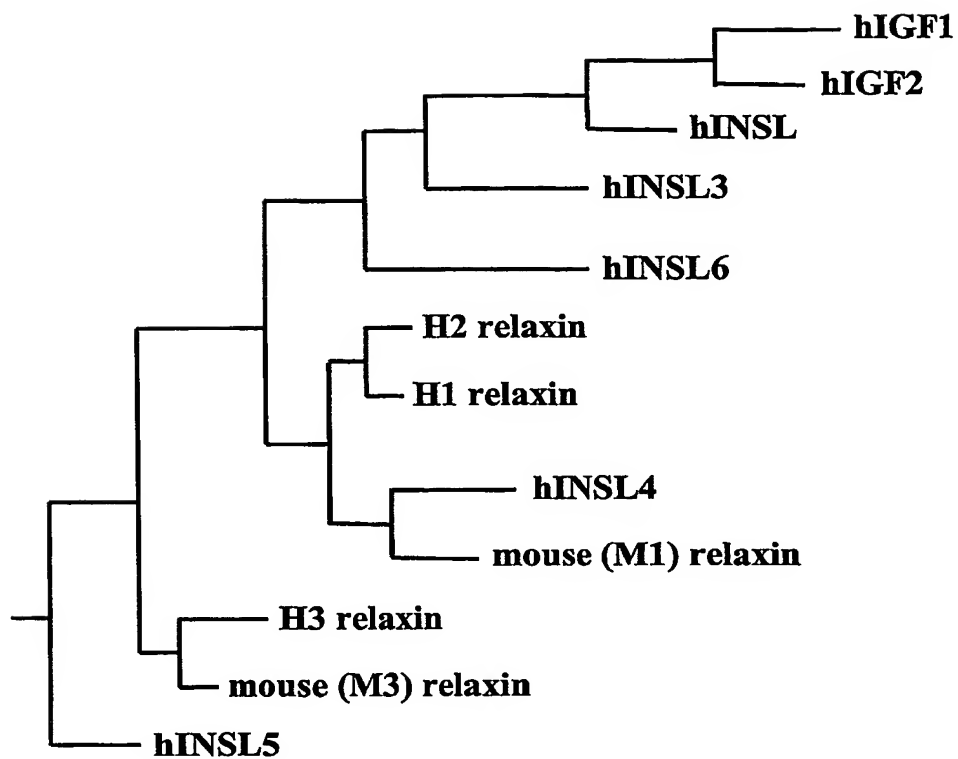 hIGF1
hIGF2
hINSL
hINSL3
hINSL6
H2 relaxin
H1 relaxin
hINSL4
mouse (M1) relaxin
H3 relaxin
mouse (M3) relaxin
hINSL5